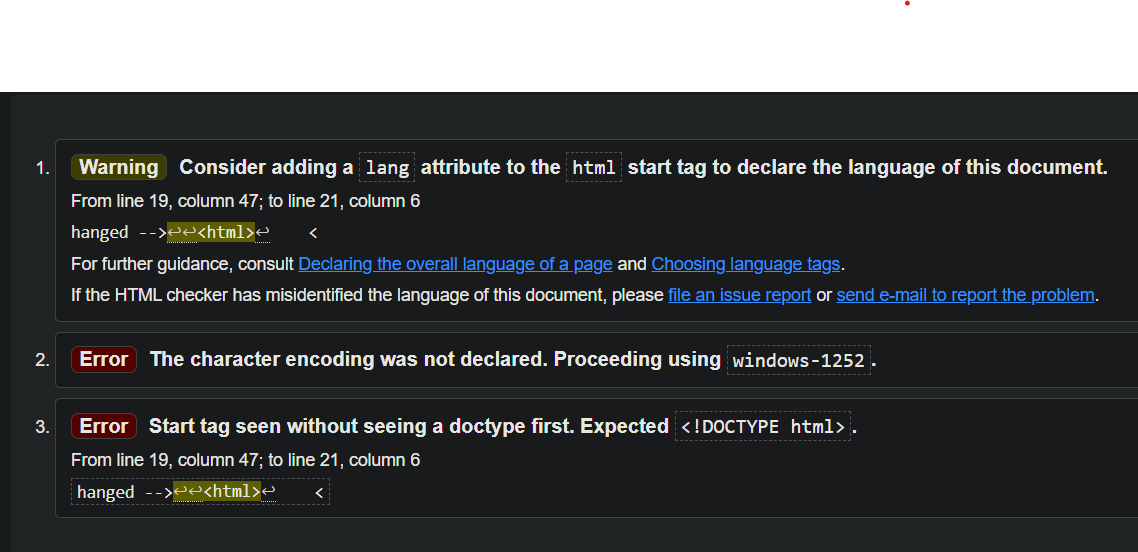 1. Warning Consider adding a lang attribute to the html start tag to declare the language of this document.
From line 19, column 47; to line 21, column 6
hanged -->↩↩<html>↩    <
For further guidance, consult Declaring the overall language of a page and Choosing language tags.
If the HTML checker has misidentified the language of this document, please file an issue report or send e-mail to report the problem.
2. Error The character encoding was not declared. Proceeding using windows-1252.
3. Error Start tag seen without seeing a doctype first. Expected <!DOCTYPE html>.
From line 19, column 47; to line 21, column 6
hanged -->↩↩<html>↩    <